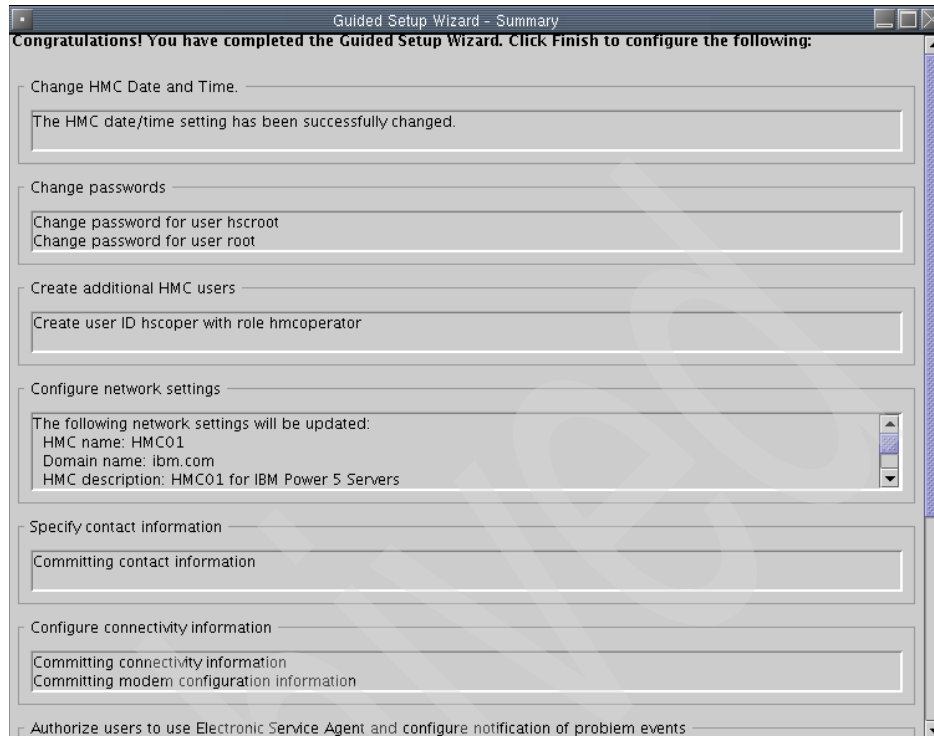 Guided Setup Wizard - Summary
Congratulations! You have completed the Guided Setup Wizard. Click Finish to configure the following:
Change HMC Date and Time.
The HMC date/time setting has been successfully changed.
Change passwords
Change password for user hscroot
Change password for user root
Create additional HMC users
Create user ID hscoper with role hmcoperator
Configure network settings
The following network settings will be updated:
HMC name: HMC01
Domain name: ibm.com
HMC description: HMC01 for IBM Power 5 Servers
Specify contact information
Committing contact information
Configure connectivity information
Committing connectivity information
Committing modem configuration information
Authorize users to use Electronic Service Agent and configure notification of problem events